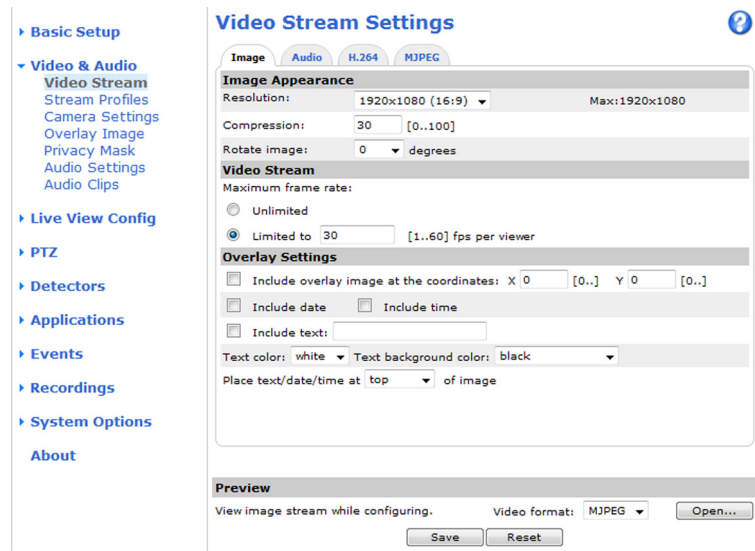 Basic Setup
Video & Audio
Video Stream
Stream Profiles
Camera Settings
Overlay Image
Privacy Mask
Audio Settings
Audio Clips
Live View Config
PTZ
Detectors
Applications
Events
Recordings
System Options
About
Video Stream Settings
?
Image Audio H.264 MJPEG
Image Appearance
Resolution: 1920x1080 (16:9) Max:1920x1080
Compression: 30 [0..100]
Rotate image: 0 degrees
Video Stream
Maximum frame rate:
Unlimited
Limited to 30 [1..60] fps per viewer
Overlay Settings
Include overlay image at the coordinates: X 0 [0..] Y 0 [0..]
Include date Include time
Include text:
Text color: white Text background color: black
Place text/date/time at top of image
Preview
View image stream while configuring. Video format: MJPEG Open...
Save Reset